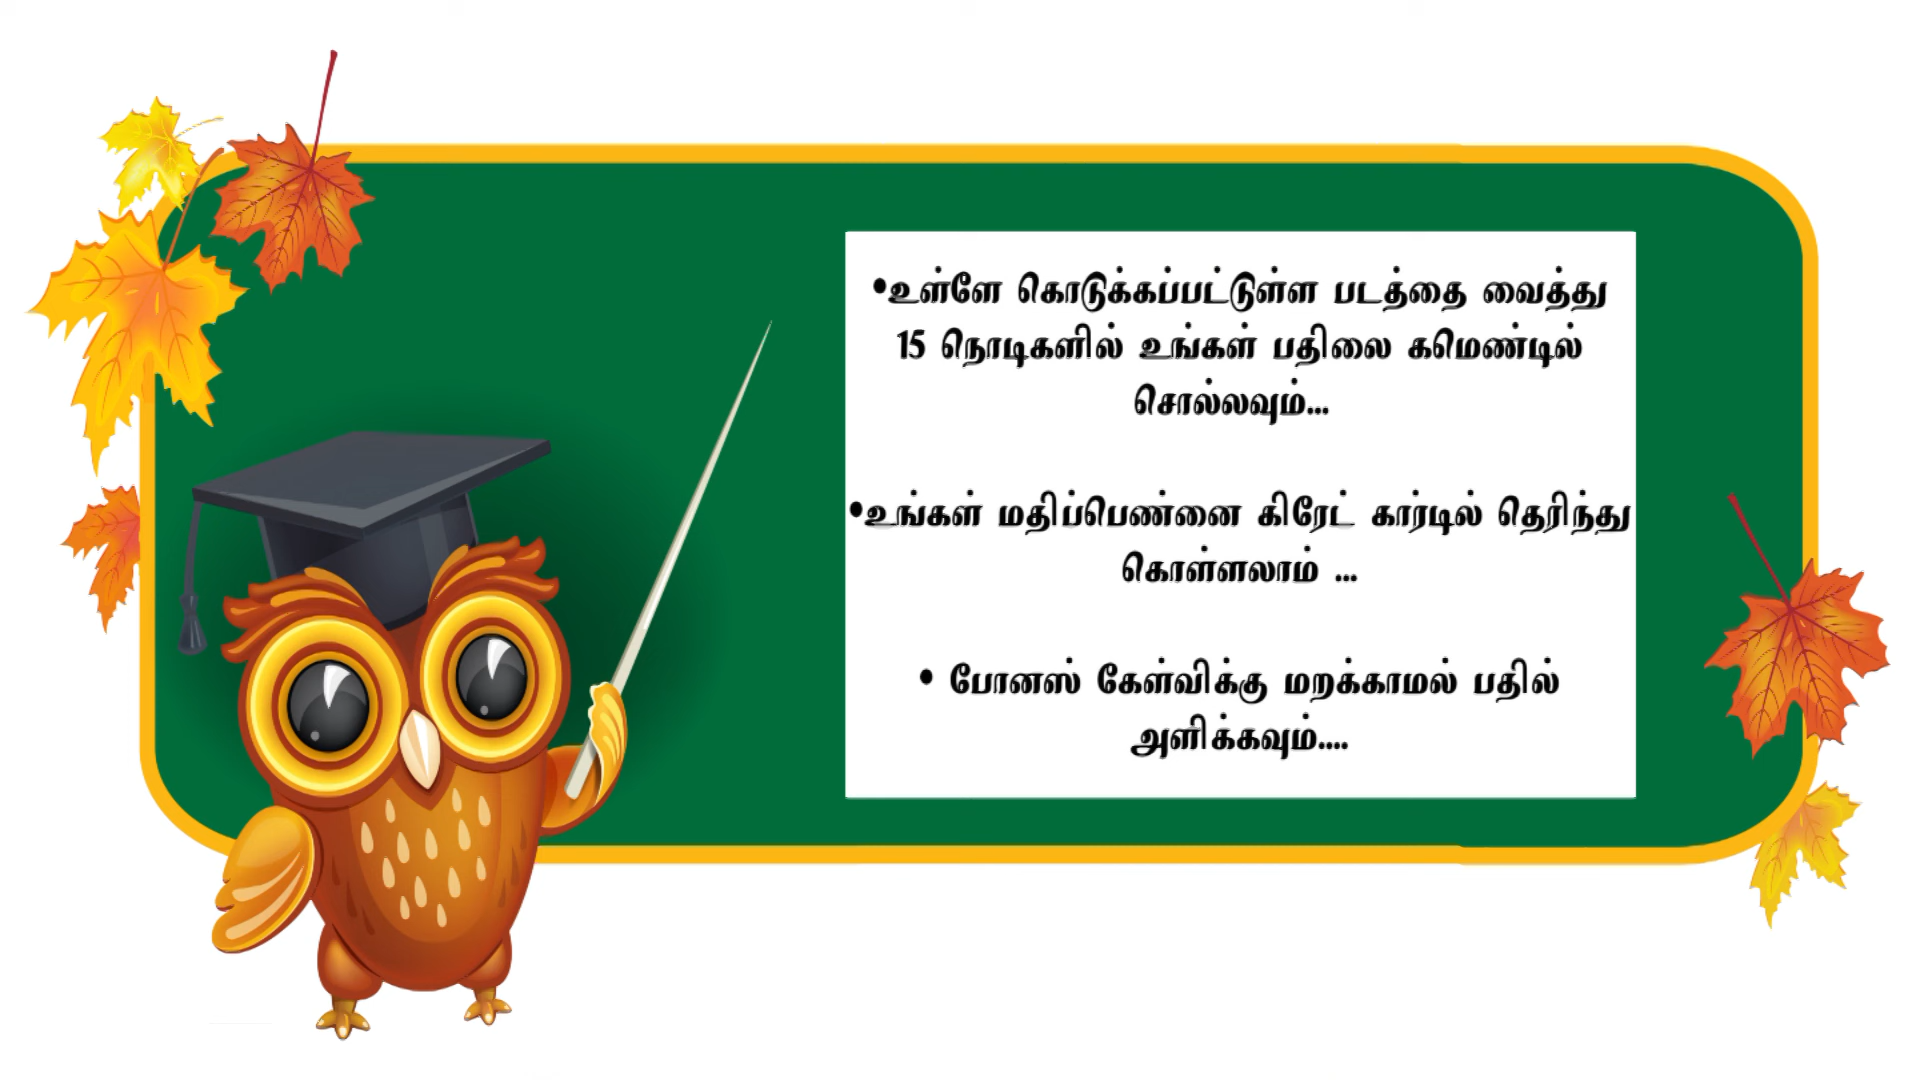 •உள்ளே கொடுக்கப்பட்டுள்ள படத்தை வைத்து
15 நொடிகளில் உங்கள் பதிலை கமெண்டில்
சொல்லவும்...
•உங்கள் மதிப்பெண்னை கிரேட் கார்டில் தெரிந்து
கொள்ளலாம் ...
• போனஸ் கேள்விக்கு மறக்காமல் பதில்
அளிக்கவும்....